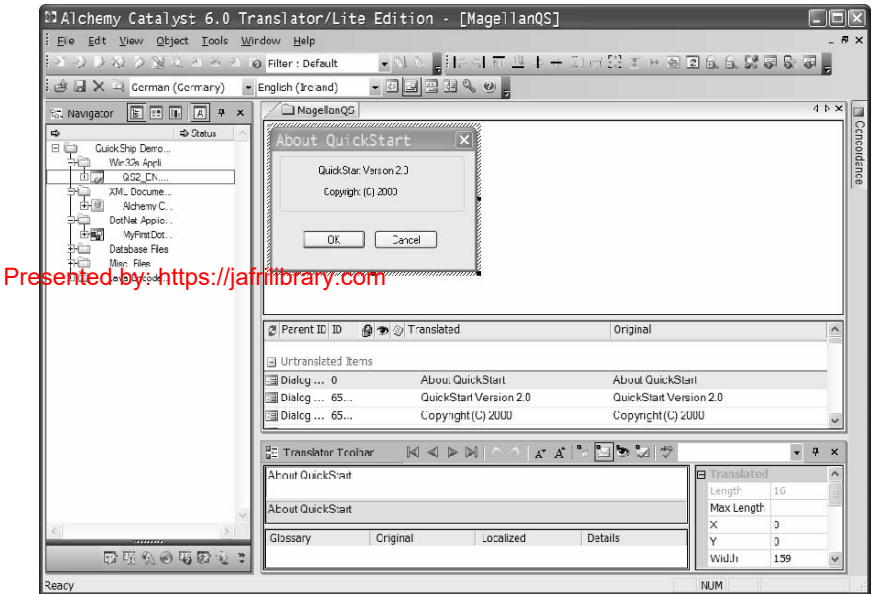 Alchemy Catalyst 6.0 Translator/Lite Edition - [MagellanQS]
File Edit View Object Tools Window Help
Filter : Default
German (Germany) English (Ireland)
Navigator
MagellanQS
Status
QuickShip Demo...
Win32s Appli
QS2_EN....
XML Docume...
Alchemy C..
DotNet Applic..
MyFirstDot..
Database Files
Misc. Files
About QuickStart
QuickStart Version 2.0
Copyright (C) 2000
OK Cancel
Concordance
Presented by: https://jafrilibrary.com
Parent ID ID Translated Original
Untranslated Items
Dialog ... 0 About QuickStart About QuickStart
Dialog ... 65... QuickStart Version 2.0 QuickStart Version 2.0
Dialog ... 65... Copyright (C) 2000 Copyright (C) 2000
Translator Toolbar
About QuickStart
About QuickStart
Glossary Original Localized Details
Translated
Length 16
Max Length
X 0
Y 0
Width 159
Ready
NUM